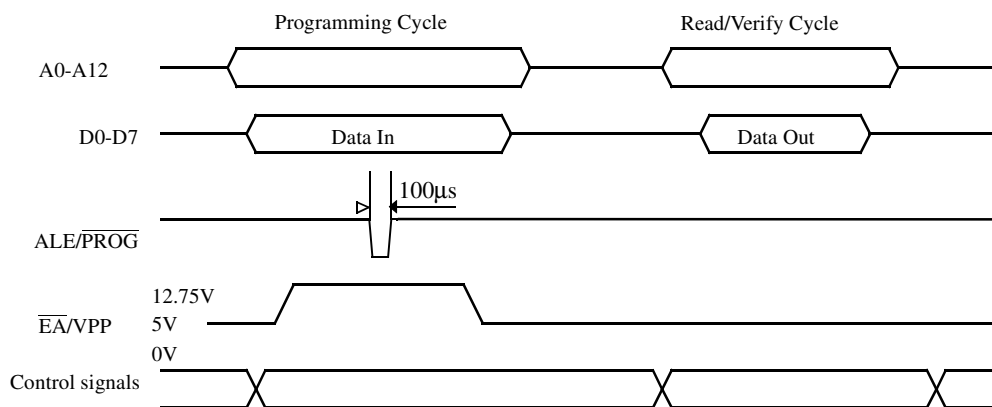 Programming Cycle Read/Verify Cycle
A0-A12
D0-D7 Data In Data Out
100μs
ALE/PROG
12.75V
EA/VPP 5V
0V
Control signals